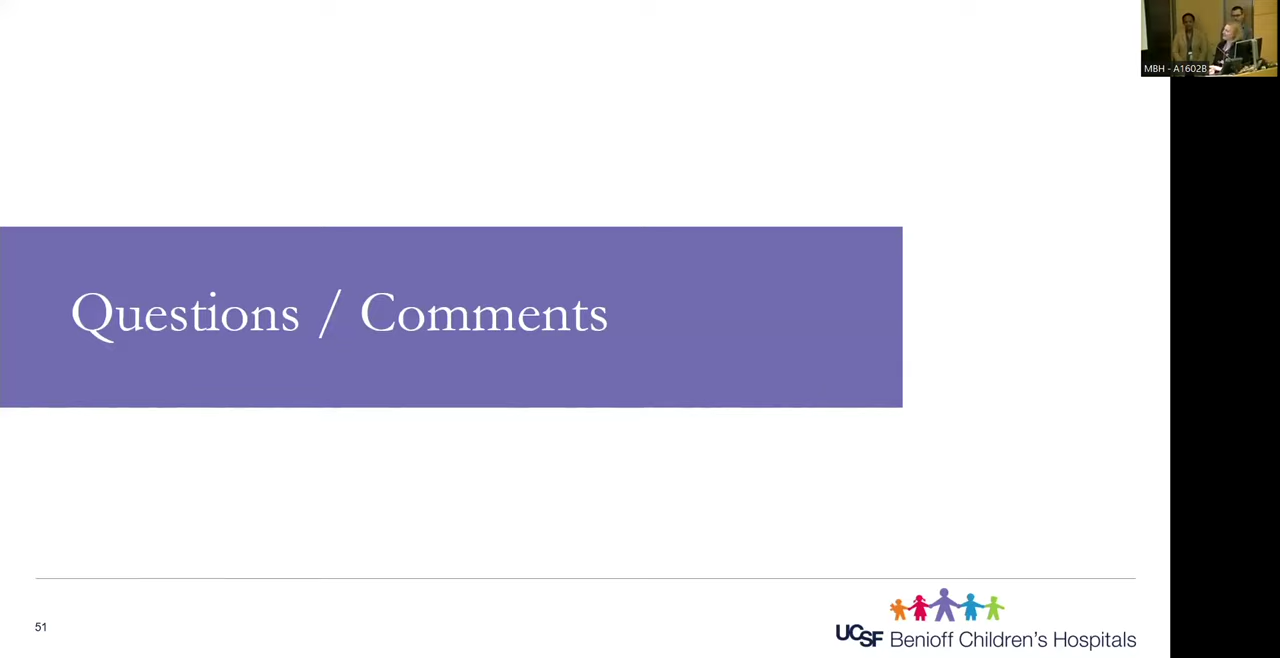 MBH - A1602B
Questions / Comments
51
UCSF Benioff Children's Hospitals